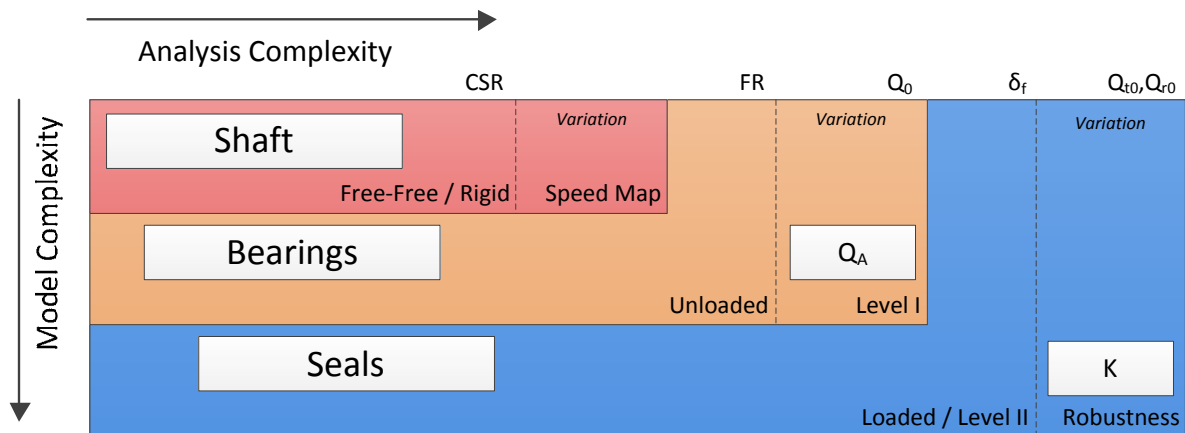 Analysis Complexity
Model Complexity
CSR
FR
Q₀
δf
Qt0,Qr0
Shaft
Variation
Variation
Variation
Free-Free / Rigid
Speed Map
Bearings
QA
Unloaded
Level I
Seals
K
Loaded / Level II
Robustness